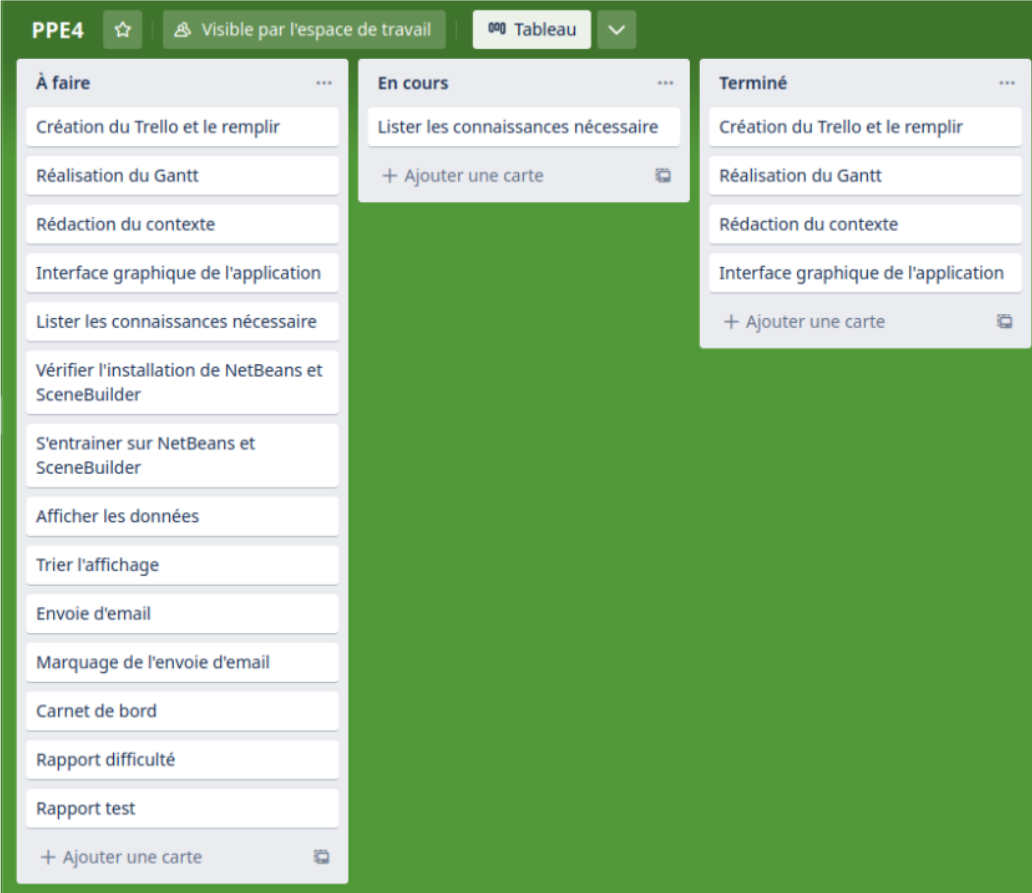 PPE4
Visible par l'espace de travail
Tableau
À faire
Création du Trello et le remplir
Réalisation du Gantt
Rédaction du contexte
Interface graphique de l'application
Lister les connaissances nécessaire
Vérifier l'installation de NetBeans et
SceneBuilder
S'entrainer sur NetBeans et
SceneBuilder
Afficher les données
Trier l'affichage
Envoie d'email
Marquage de l'envoie d'email
Carnet de bord
Rapport difficulté
Rapport test
+ Ajouter une carte
En cours
Lister les connaissances nécessaire
+ Ajouter une carte
Terminé
Création du Trello et le remplir
Réalisation du Gantt
Rédaction du contexte
Interface graphique de l'application
+ Ajouter une carte